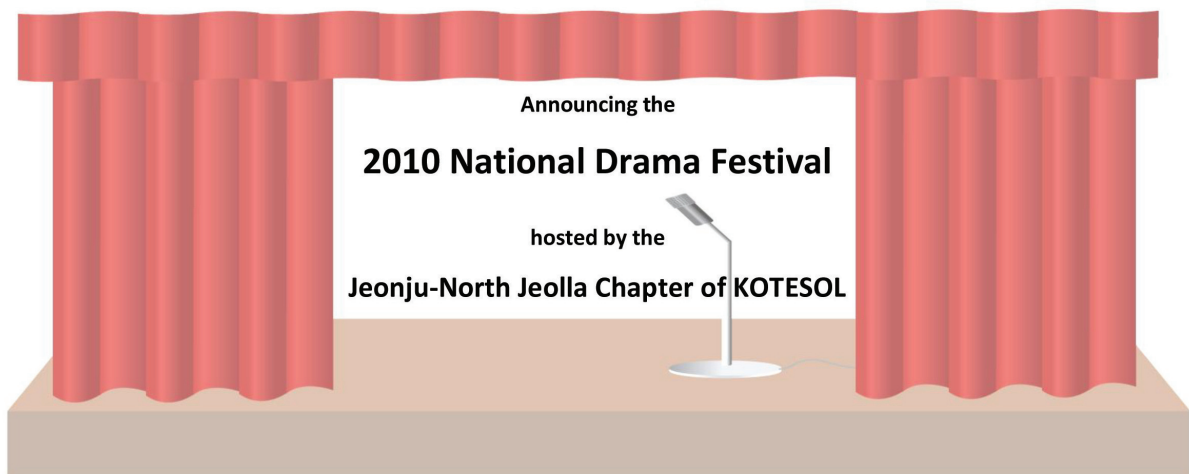 Announcing the
2010 National Drama Festival
hosted by the
Jeonju-North Jeolla Chapter of KOTESOL